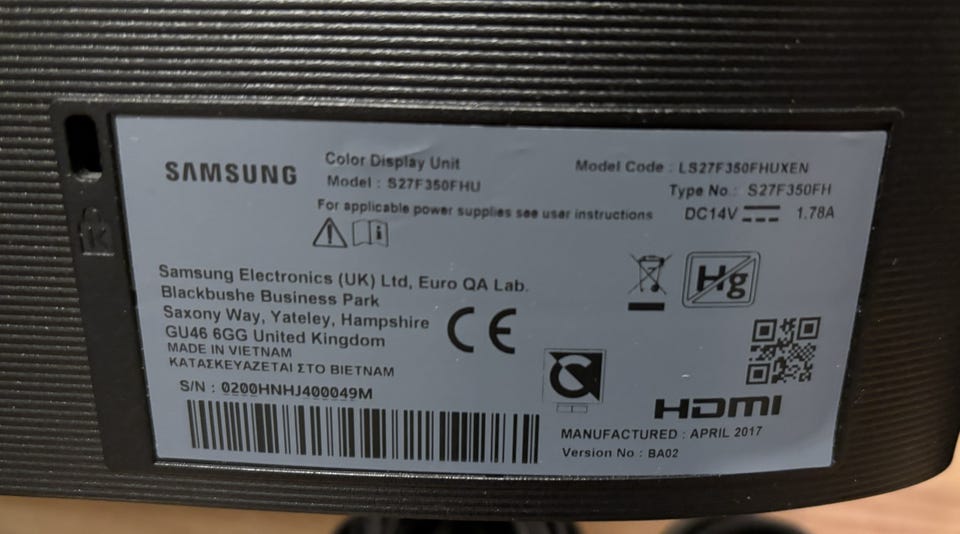 SAMSUNG
Color Display Unit
Model : S27F350FHU
For applicable power supplies see user instructions
Model Code : LS27F350FHUXEN
Type No. : S27F350FH
DC14V 1.78A
Samsung Electronics (UK) Ltd, Euro QA Lab.
Blackbushe Business Park
Saxony Way, Yateley, Hampshire
GU46 6GG United Kingdom
MADE IN VIETNAM
ΚΑΤΑΣΚΕΥΑΖΕΤΑΙ ΣΤΟ ΒΙΕΤΝΑΜ
S/N : 0200HNHJ400049M
CE
Hg
HDMI
MANUFACTURED : APRIL 2017
Version No : BA02